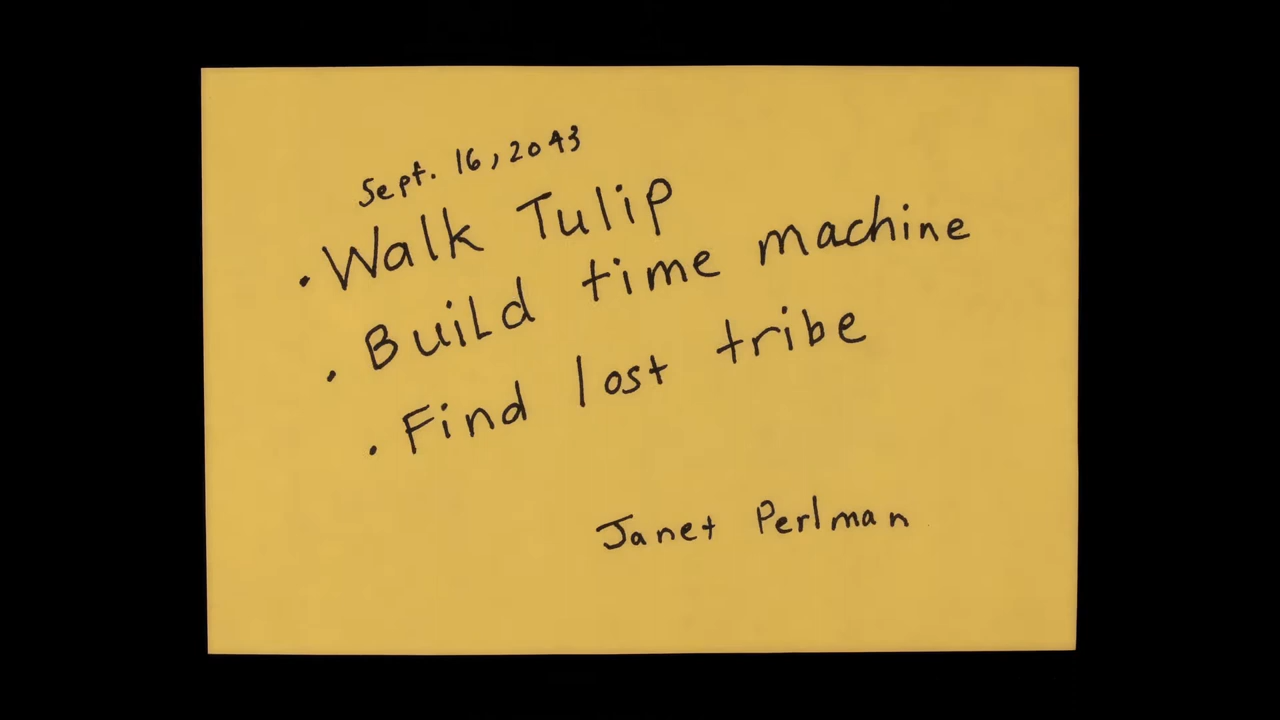 Sept. 16, 2043
• Walk Tulip
• Build time machine
• Find lost tribe
Janet Perlman